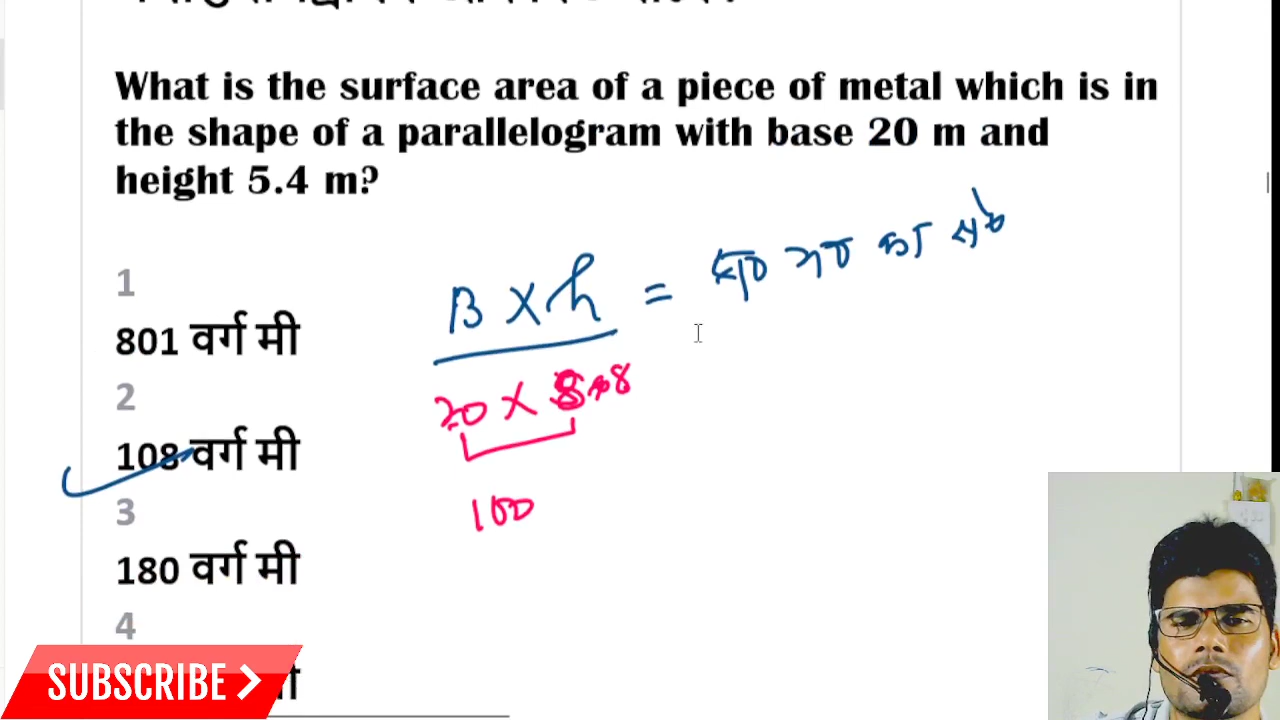 What is the surface area of a piece of metal which is in
the shape of a parallelogram with base 20 m and
height 5.4 m?
1
801 वर्ग मी
B X h =
20 X
2
108 वर्ग मी
3
100
180 वर्ग मी
4
SUBSCRIBE